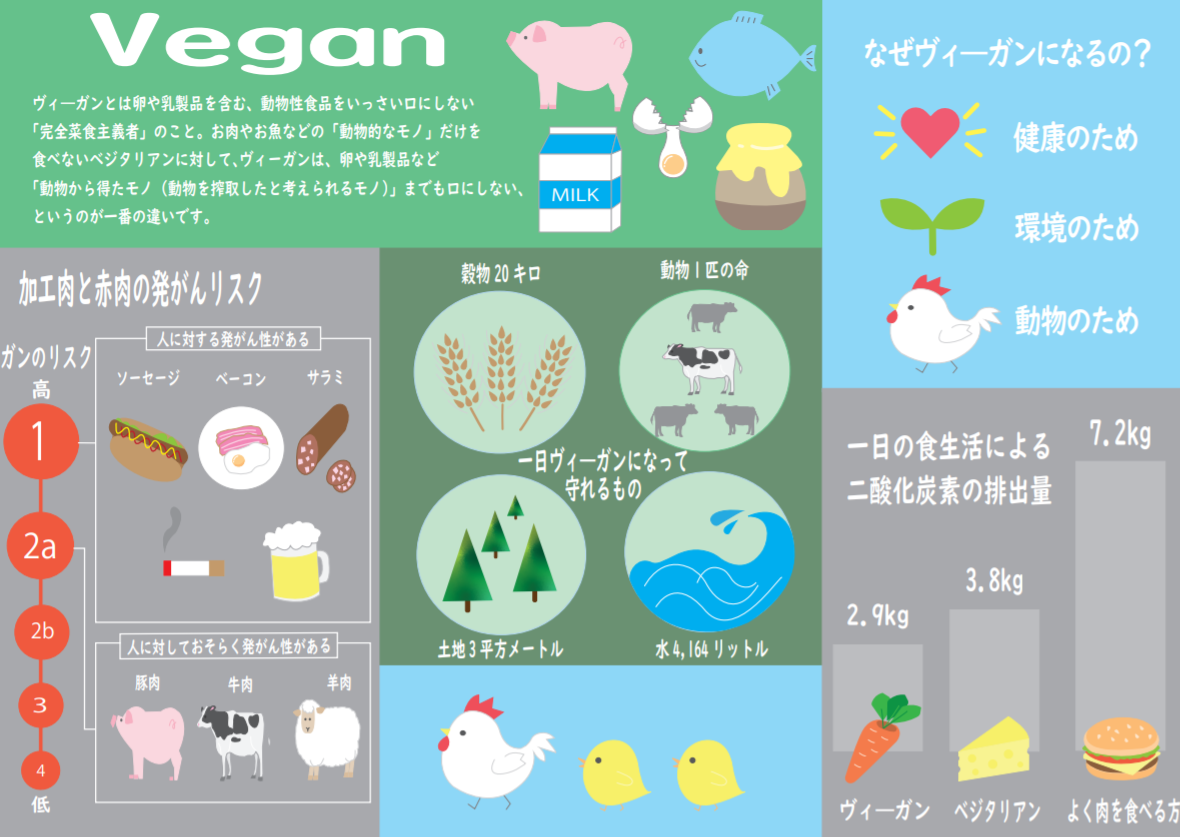 Vegan
ヴィーガンとは卵や乳製品を含む、動物性食品をいっさい口にしない
「完全菜食主義者」のこと。お肉やお魚などの「動物的なモノ」だけを
食べないベジタリアンに対して、ヴィーガンは、卵や乳製品など
「動物から得たモノ（動物を搾取したと考えられるモノ）」までも口にしない、
というのが一番の違いです。
MILK
なぜヴィーガンになるの？
健康のため
環境のため
動物のため
加工肉と赤肉の発がんリスク
ガンのリスク
高
1
2a
2b
3
4
低
人に対する発がん性がある
ソーセージ
ベーコン
サラミ
人に対しておそらく発がん性がある
豚肉
牛肉
羊肉
穀物20キロ
動物1匹の命
一日ヴィーガンになって
守れるもの
土地3平方メートル
水4,164リットル
一日の食生活による
二酸化炭素の排出量
2.9kg
3.8kg
7.2kg
ヴィーガン
ベジタリアン
よく肉を食べる方